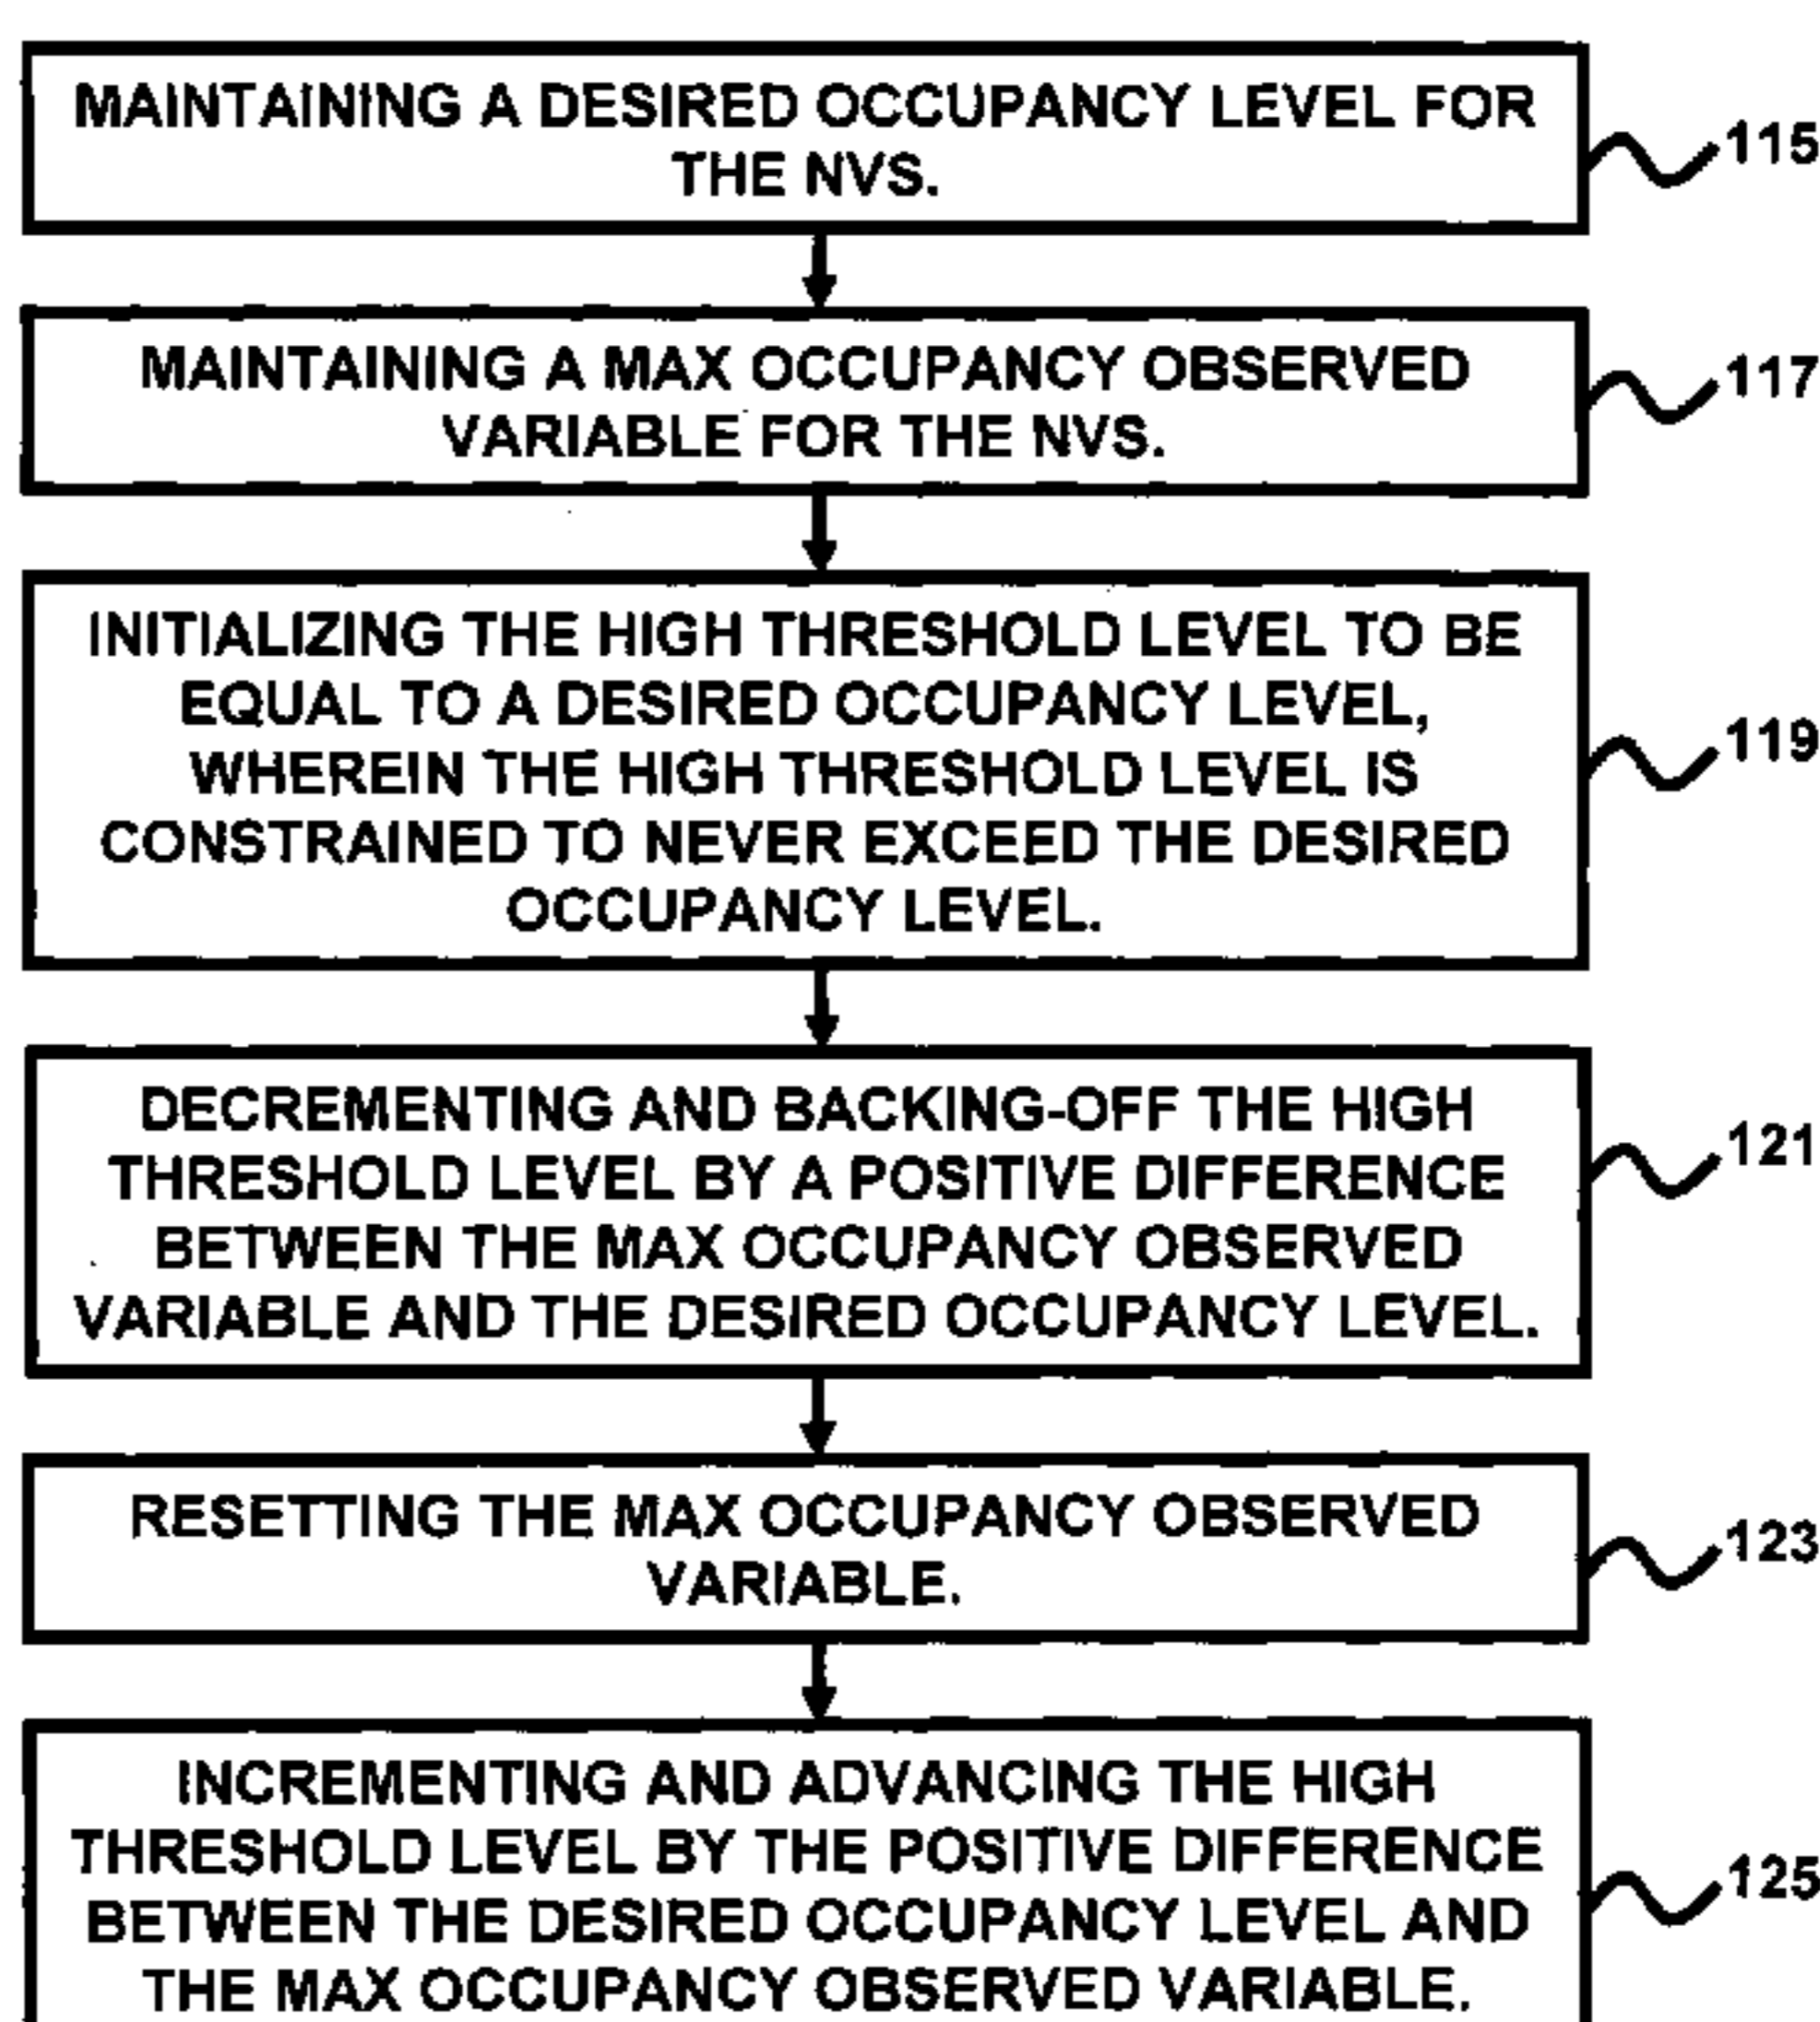 MAINTAINING A DESIRED OCCUPANCY LEVEL FOR
THE NVS.
115
MAINTAINING A MAX OCCUPANCY OBSERVED
VARIABLE FOR THE NVS.
117
INITIALIZING THE HIGH THRESHOLD LEVEL TO BE
EQUAL TO A DESIRED OCCUPANCY LEVEL,
WHEREIN THE HIGH THRESHOLD LEVEL IS
CONSTRAINED TO NEVER EXCEED THE DESIRED
OCCUPANCY LEVEL.
119
DECREMENTING AND BACKING-OFF THE HIGH
THRESHOLD LEVEL BY A POSITIVE DIFFERENCE
BETWEEN THE MAX OCCUPANCY OBSERVED
VARIABLE AND THE DESIRED OCCUPANCY LEVEL.
121
RESETTING THE MAX OCCUPANCY OBSERVED
VARIABLE.
123
INCREMENTING AND ADVANCING THE HIGH
THRESHOLD LEVEL BY THE POSITIVE DIFFERENCE
BETWEEN THE DESIRED OCCUPANCY LEVEL AND
THE MAX OCCUPANCY OBSERVED VARIABLE.
125